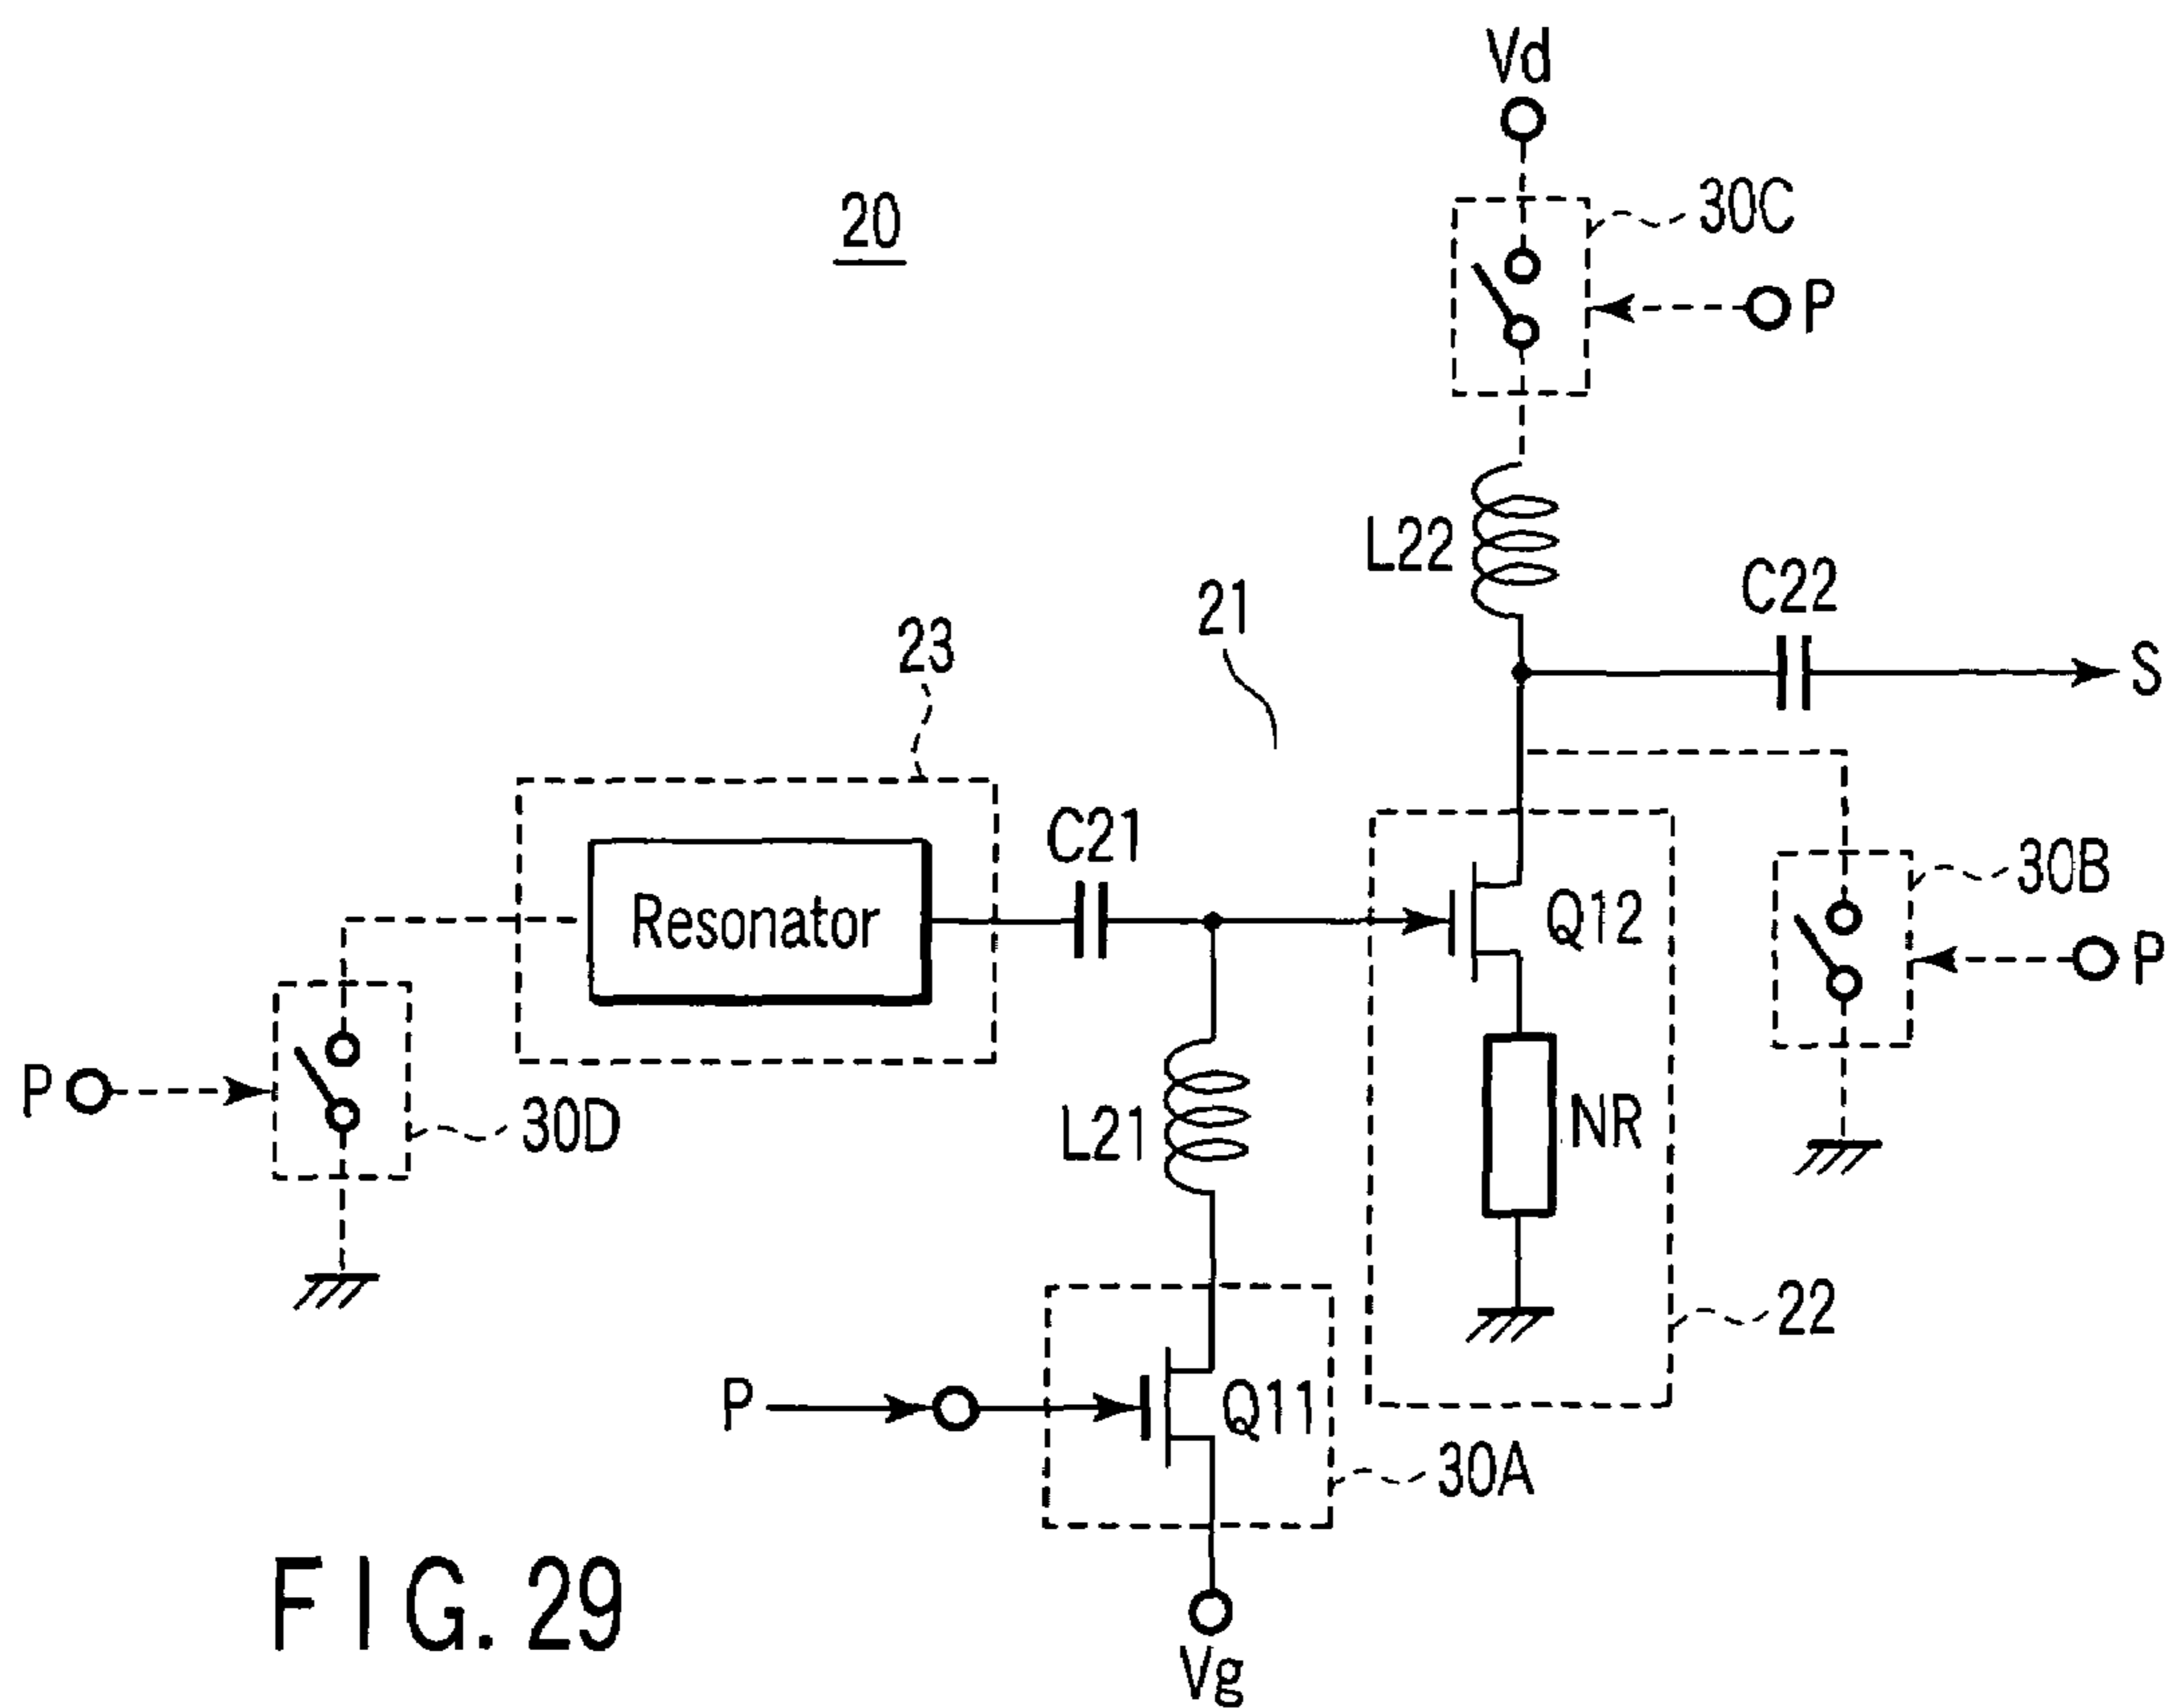 Vd
20
30C
P
L22
C22
21
23
S
C21
30B
Resonator
Q12
P
P
30D
L21
NR
22
P
Q11
30A
FIG. 29
Vg